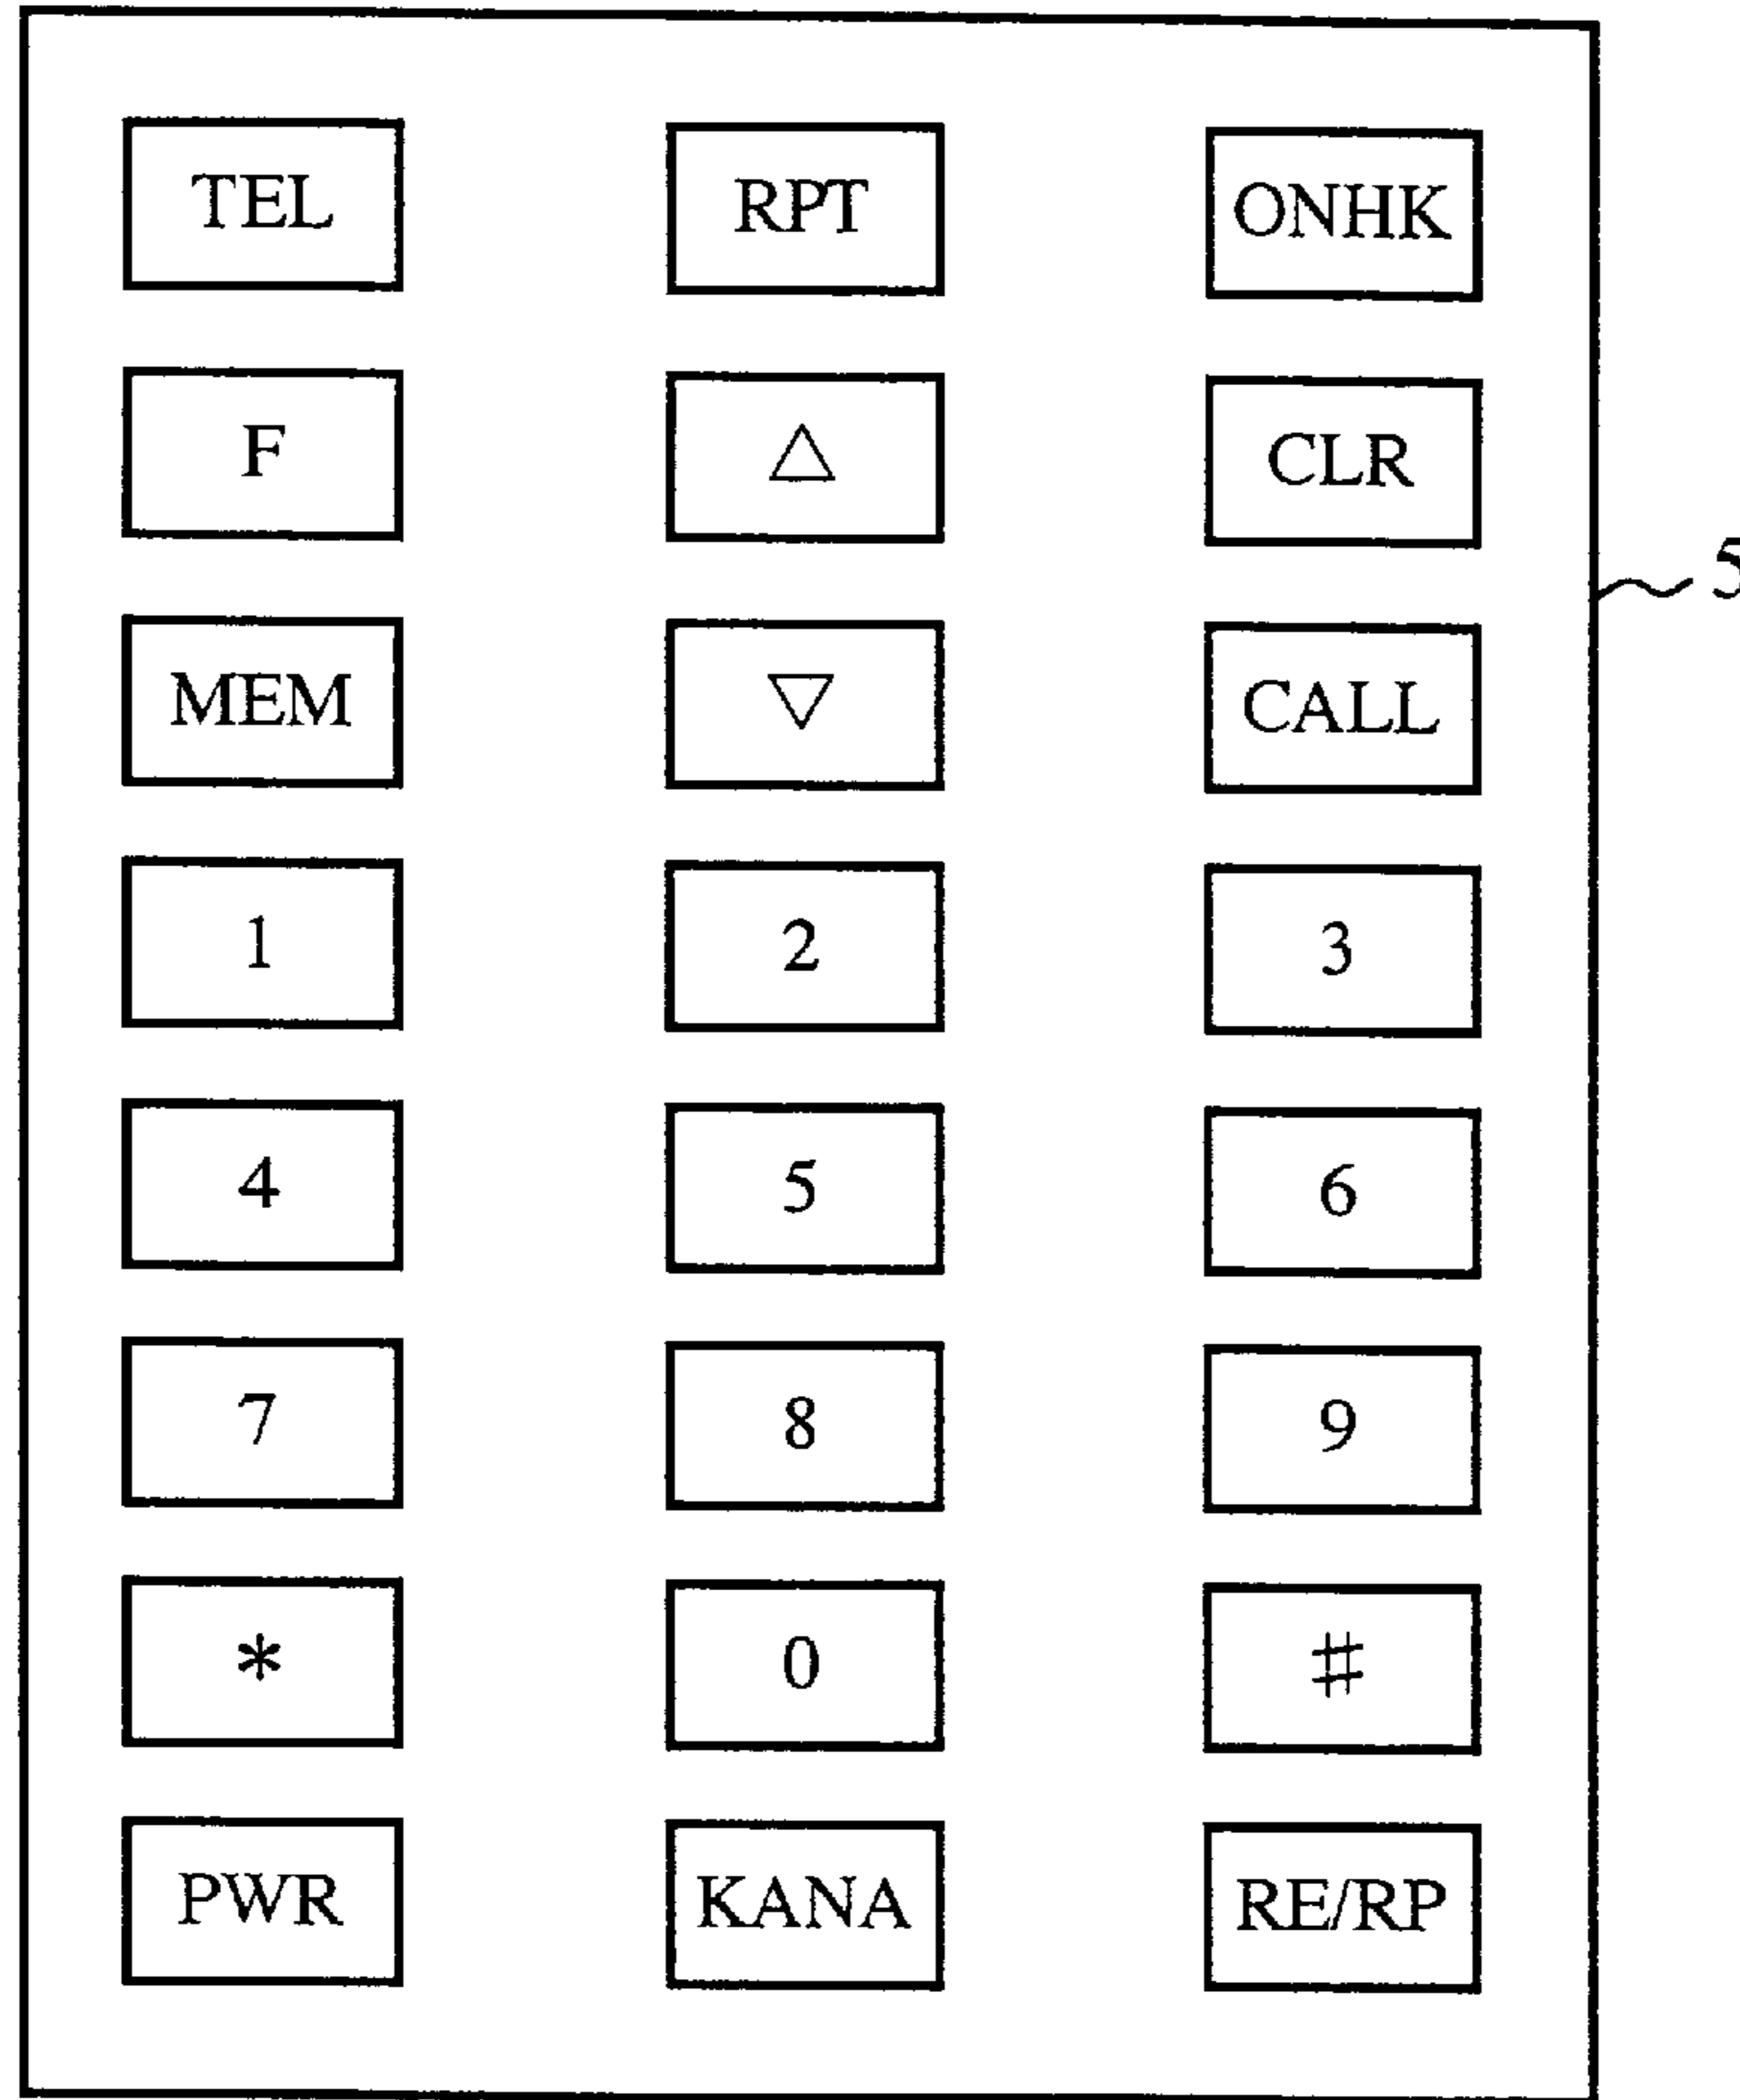 TEL RPT ONHK
F △ CLR
5
MEM ▽ CALL
1 2 3
4 5 6
7 8 9
* 0 #
PWR KANA RE/RP